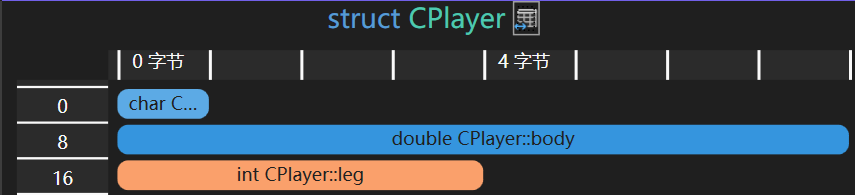 struct CPlayer
0 字节 4 字节
0 char C...
8 double CPlayer::body
16 int CPlayer::leg